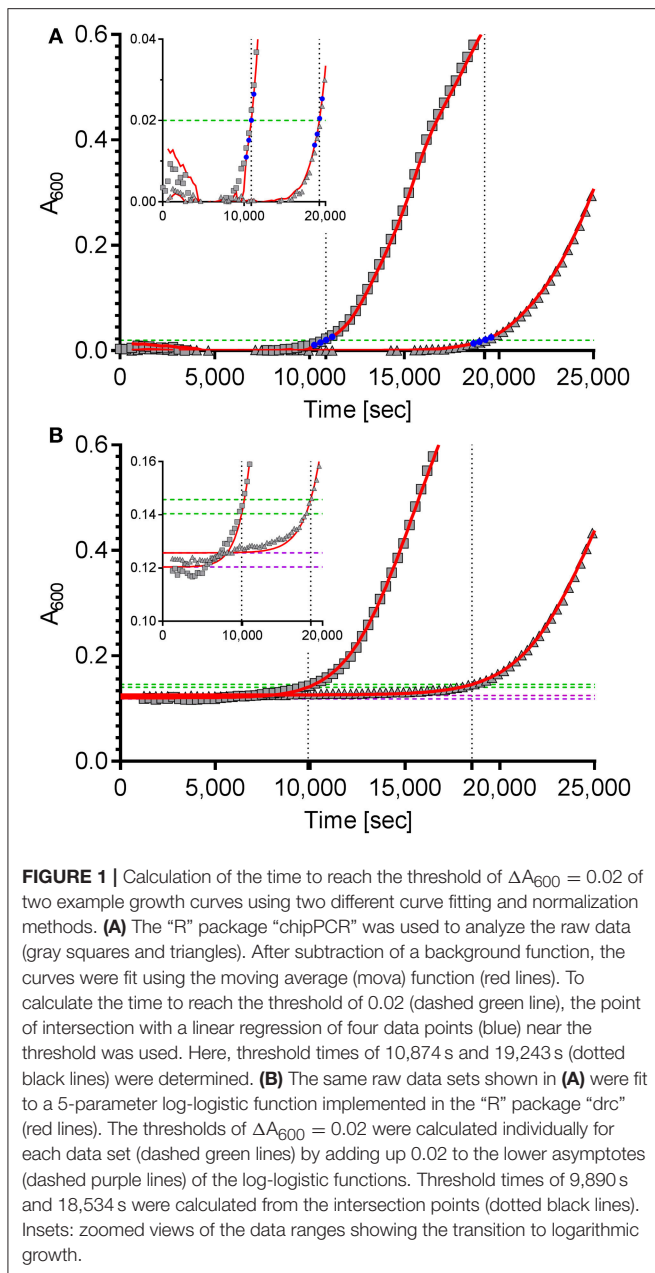 A
0.6
0.4
0.2
0.0
A600
0.04
0.02
0.00
10,000
20,000
0
5,000
10,000
15,000
20,000
25,000
Time [sec]
B
0.6
0.4
0.2
0.0
A600
0.16
0.14
0.12
0.10
0
10,000
20,000
0
5,000
10,000
15,000
20,000
25,000
Time [sec]
FIGURE 1 | Calculation of the time to reach the threshold of ΔA600 = 0.02 of
two example growth curves using two different curve fitting and normalization
methods. (A) The “R” package “chipPCR” was used to analyze the raw data
(gray squares and triangles). After subtraction of a background function, the
curves were fit using the moving average (mova) function (red lines). To
calculate the time to reach the threshold of 0.02 (dashed green line), the point
of intersection with a linear regression of four data points (blue) near the
threshold was used. Here, threshold times of 10,874 s and 19,243 s (dotted
black lines) were determined. (B) The same raw data sets shown in (A) were fit
to a 5-parameter log-logistic function implemented in the “R” package “drc”
(red lines). The thresholds of ΔA600 = 0.02 were calculated individually for
each data set (dashed green lines) by adding up 0.02 to the lower asymptotes
(dashed purple lines) of the log-logistic functions. Threshold times of 9,890 s
and 18,534 s were calculated from the intersection points (dotted black lines).
Insets: zoomed views of the data ranges showing the transition to logarithmic
growth.